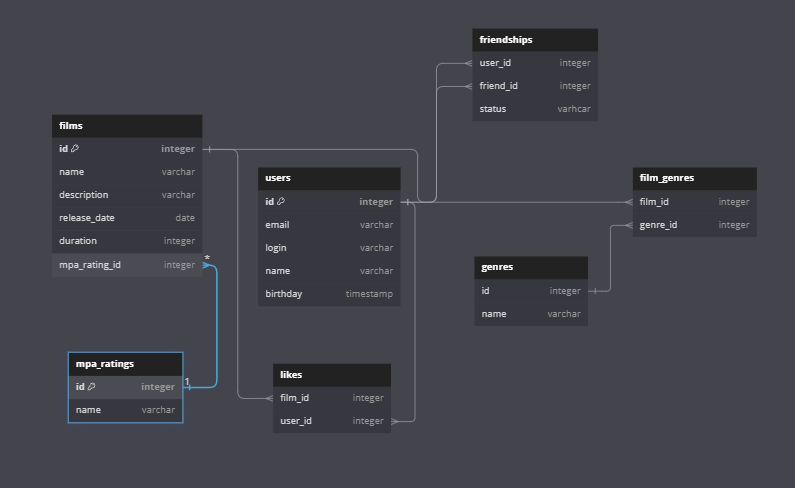 friendships
user_id integer
friend_id integer
status varhcar
films
id integer
name varchar
description varchar
release_date date
duration integer
mpa_rating_id integer
*
users
id integer
email varchar
login varchar
name varchar
birthday timestamp
film_genres
film_id integer
genre_id integer
genres
id integer
name varchar
mpa_ratings
1
id integer
name varchar
likes
film_id integer
user_id integer